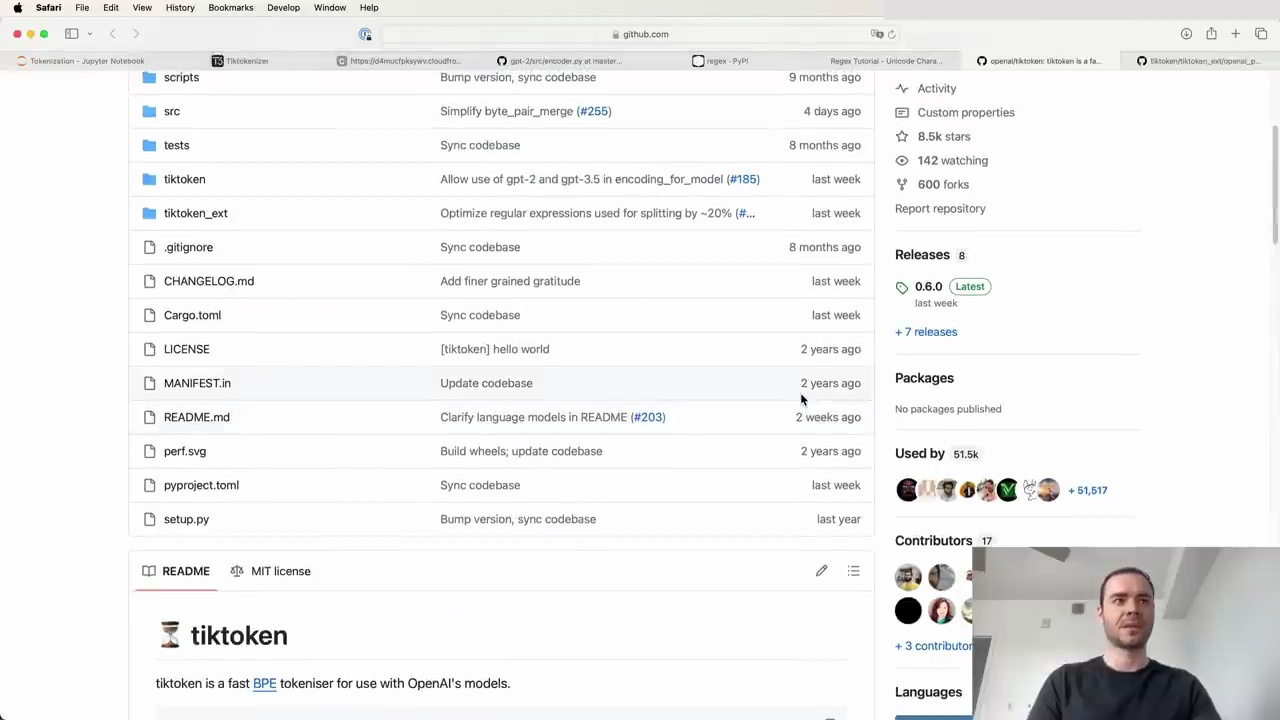 Safari File Edit View History Bookmarks Develop Window Help
github.com
Tokenization - Jupyter Notebook
Tiktokenizer
https://d4mucfpksywv.cloudfro...
gpt-2/src/encoder.py at master...
regex · PyPI
Regex Tutorial - Unicode Chara...
openai/tiktoken: tiktoken is a fa...
tiktoken/tiktoken_ext/openai_p...
scripts Bump version, sync codebase 9 months ago
src Simplify byte_pair_merge (#255) 4 days ago
tests Sync codebase 8 months ago
tiktoken Allow use of gpt-2 and gpt-3.5 in encoding_for_model (#185) last week
tiktoken_ext Optimize regular expressions used for splitting by ~20% (#... last week
.gitignore Sync codebase 8 months ago
CHANGELOG.md Add finer grained gratitude last week
Cargo.toml Sync codebase last week
LICENSE [tiktoken] hello world 2 years ago
MANIFEST.in Update codebase 2 years ago
README.md Clarify language models in README (#203) 2 weeks ago
perf.svg Build wheels; update codebase 2 years ago
pyproject.toml Sync codebase last week
setup.py Bump version, sync codebase last year
README MIT license
tiktoken
tiktoken is a fast BPE tokeniser for use with OpenAI's models.
Activity
Custom properties
8.5k stars
142 watching
600 forks
Report repository
Releases 8
0.6.0 Latest
last week
+ 7 releases
Packages
No packages published
Used by 51.5k
+ 51,517
Contributors 17
+ 3 contributor
Languages